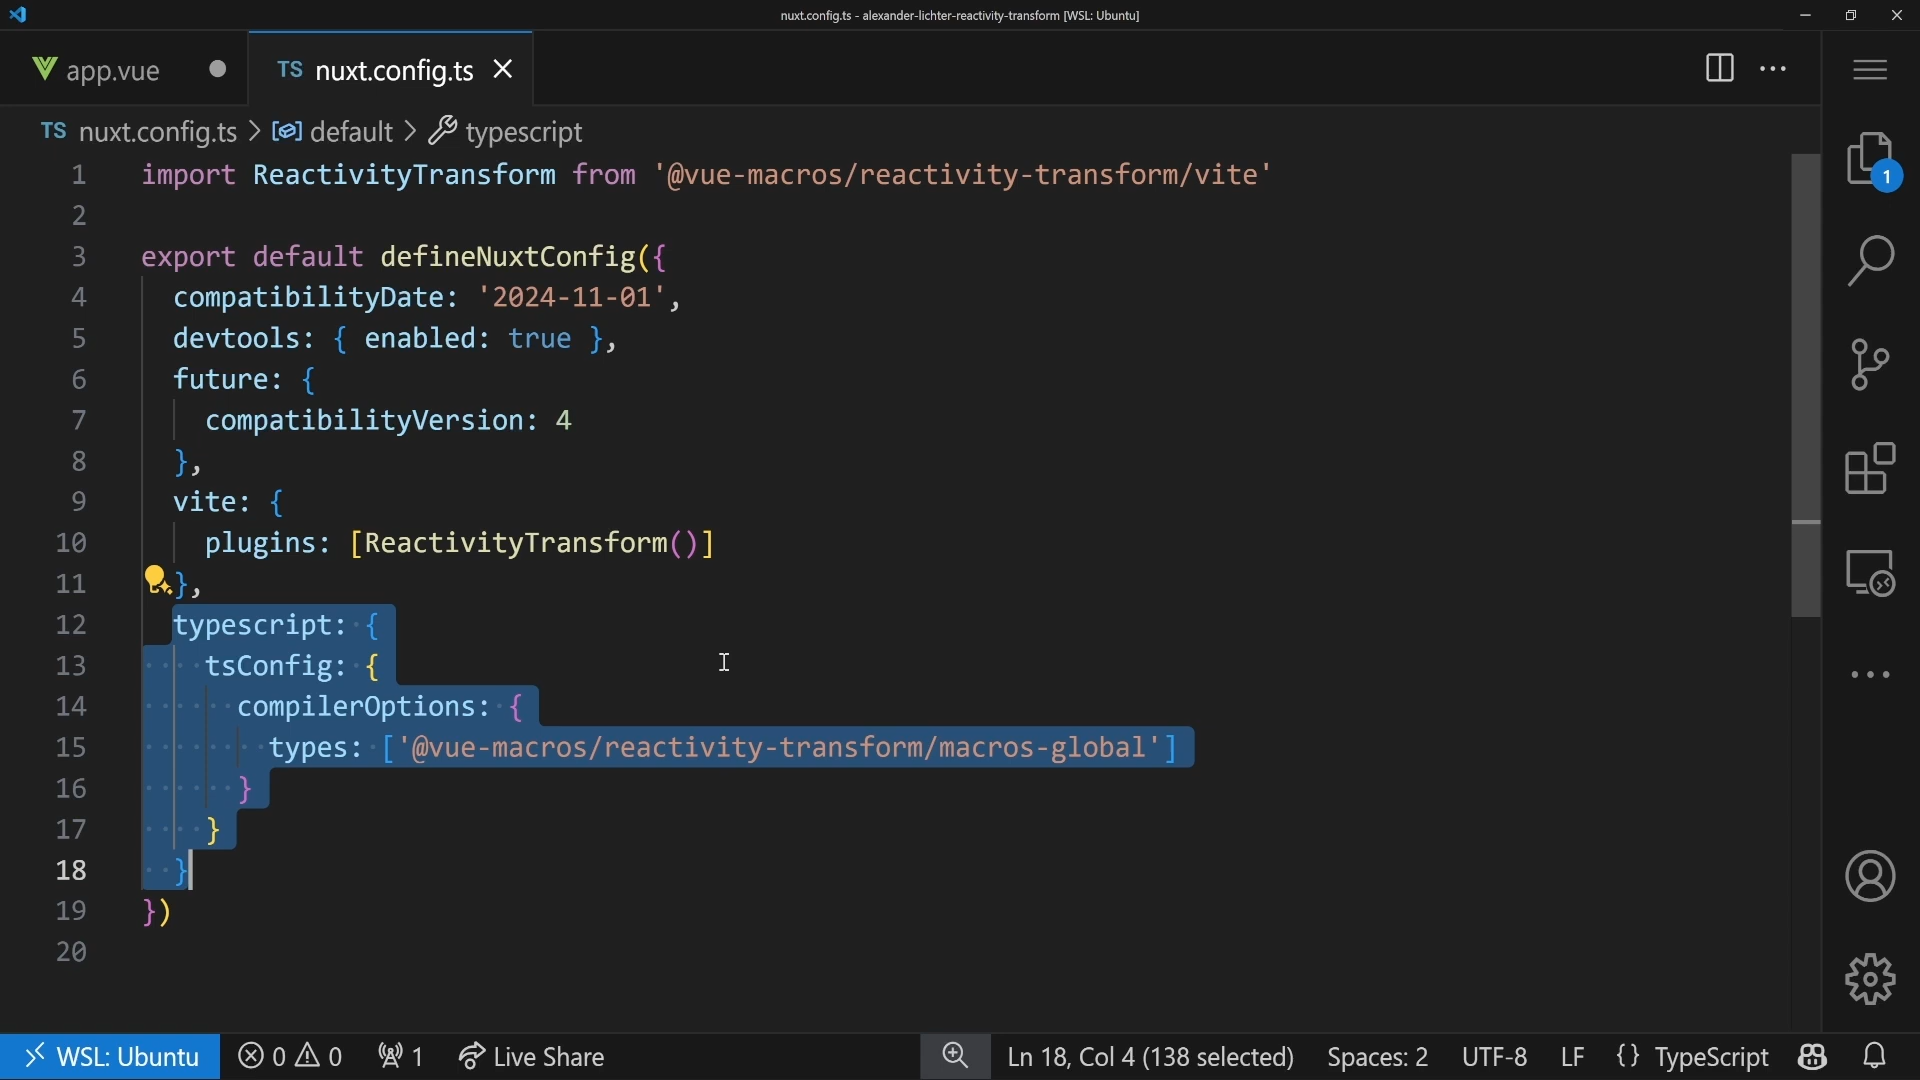 nuxt.config.ts - alexander-lichter-reactivity-transform [WSL: Ubuntu]
app.vue
TS nuxt.config.ts
TS nuxt.config.ts > default > typescript
1 import ReactivityTransform from '@vue-macros/reactivity-transform/vite'
2
3 export default defineNuxtConfig({
4 compatibilityDate: '2024-11-01',
5 devtools: { enabled: true },
6 future: {
7 compatibilityVersion: 4
8 },
9 vite: {
10 plugins: [ReactivityTransform()]
11 },
12 typescript: {
13 tsConfig: {
14 compilerOptions: {
15 types: ['@vue-macros/reactivity-transform/macros-global']
16 }
17 }
18 }
19 })
20
1
WSL: Ubuntu 0 0 1 Live Share Ln 18, Col 4 (138 selected) Spaces: 2 UTF-8 LF {} TypeScript